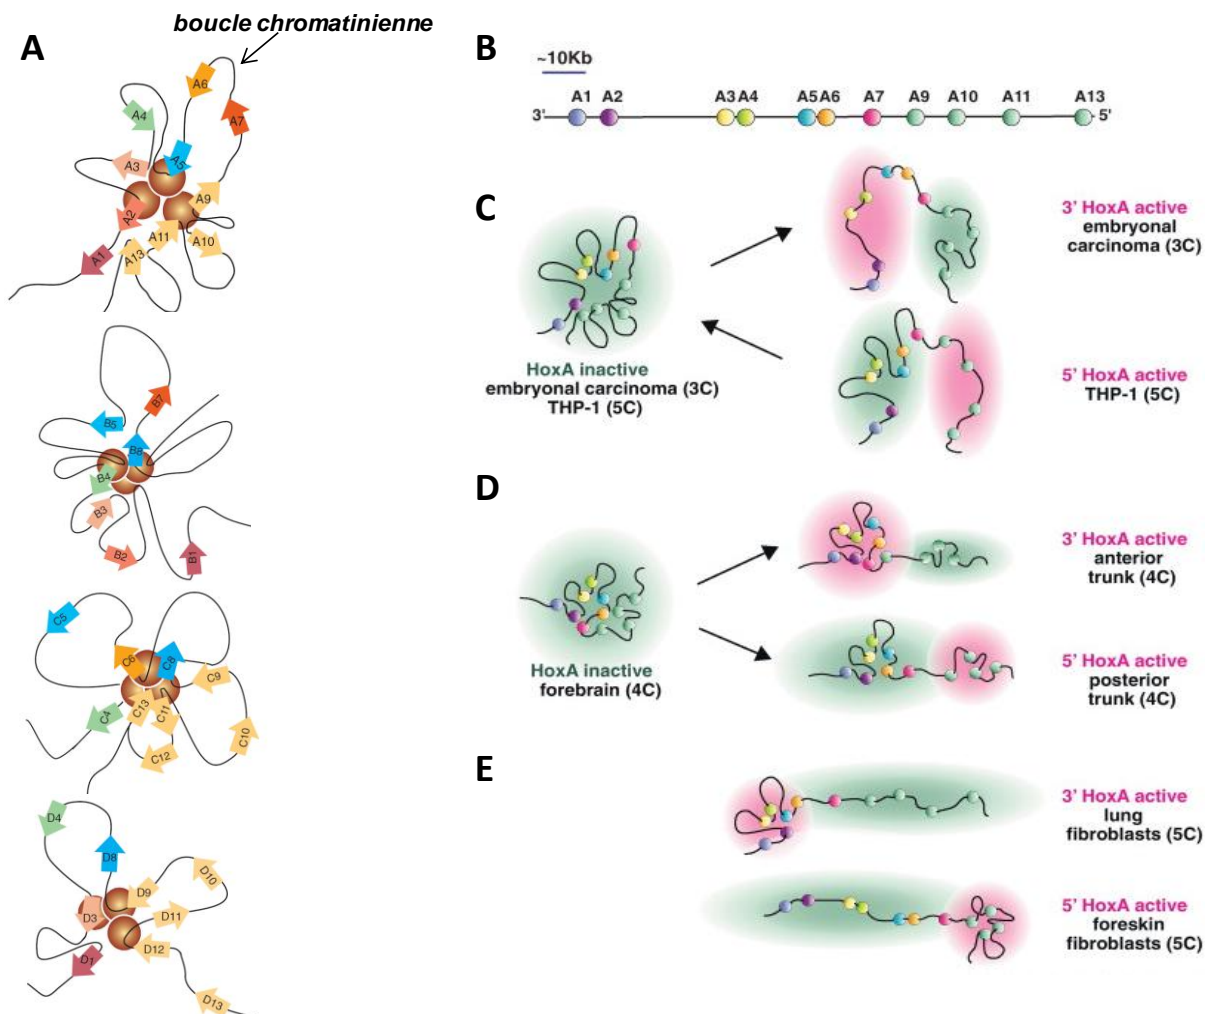 boucle chromatinienne
A
A6
A4
A7
A5
A3
A9
A2
A11
A10
A13
A1
B7
B5
B8
B4
B3
B2
B1
C5
C6
C8
C9
C13
C11
C4
C10
C12
D4
D8
D10
D9
D3
D11
D12
D1
D13
B
~10Kb
A1 A2 A3 A4 A5 A6 A7 A9 A10 A11 A13
3' 5'
C
HoxA inactive
embryonal carcinoma (3C)
THP-1 (5C)
3' HoxA active
embryonal
carcinoma (3C)
5' HoxA active
THP-1 (5C)
D
HoxA inactive
forebrain (4C)
3' HoxA active
anterior
trunk (4C)
5' HoxA active
posterior
trunk (4C)
E
3' HoxA active
lung
fibroblasts (5C)
5' HoxA active
foreskin
fibroblasts (5C)